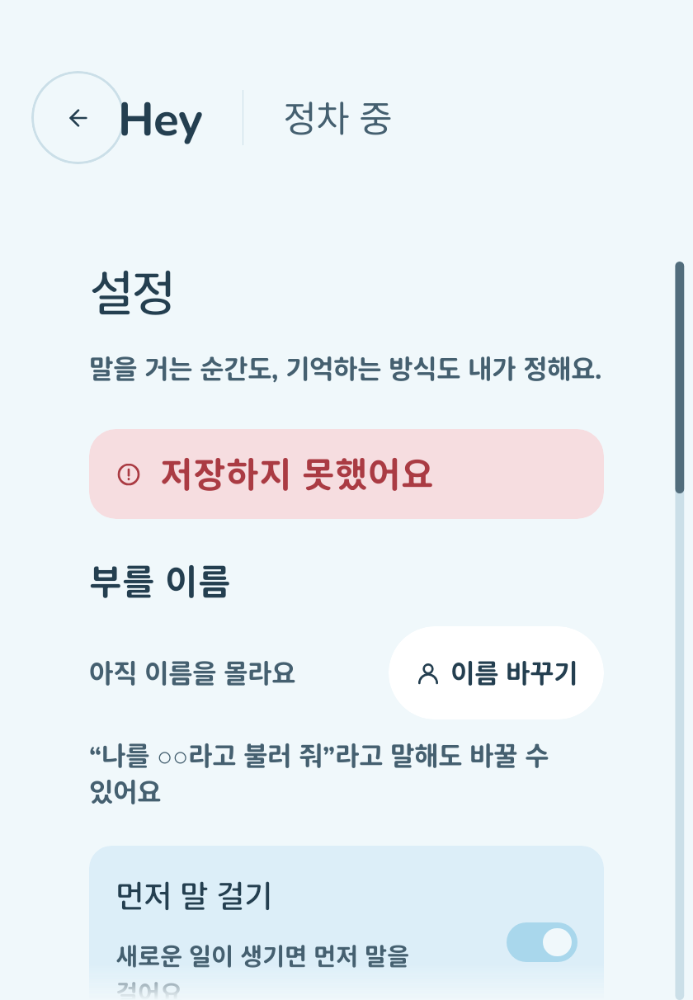 Hey
정차 중
설정
말을 거는 순간도, 기억하는 방식도 내가 정해요.
저장하지 못했어요
부를 이름
아직 이름을 몰라요
이름 바꾸기
“나를 ○○라고 불러 줘”라고 말해도 바꿀 수
있어요
먼저 말 걸기
새로운 일이 생기면 먼저 말을
걸어요